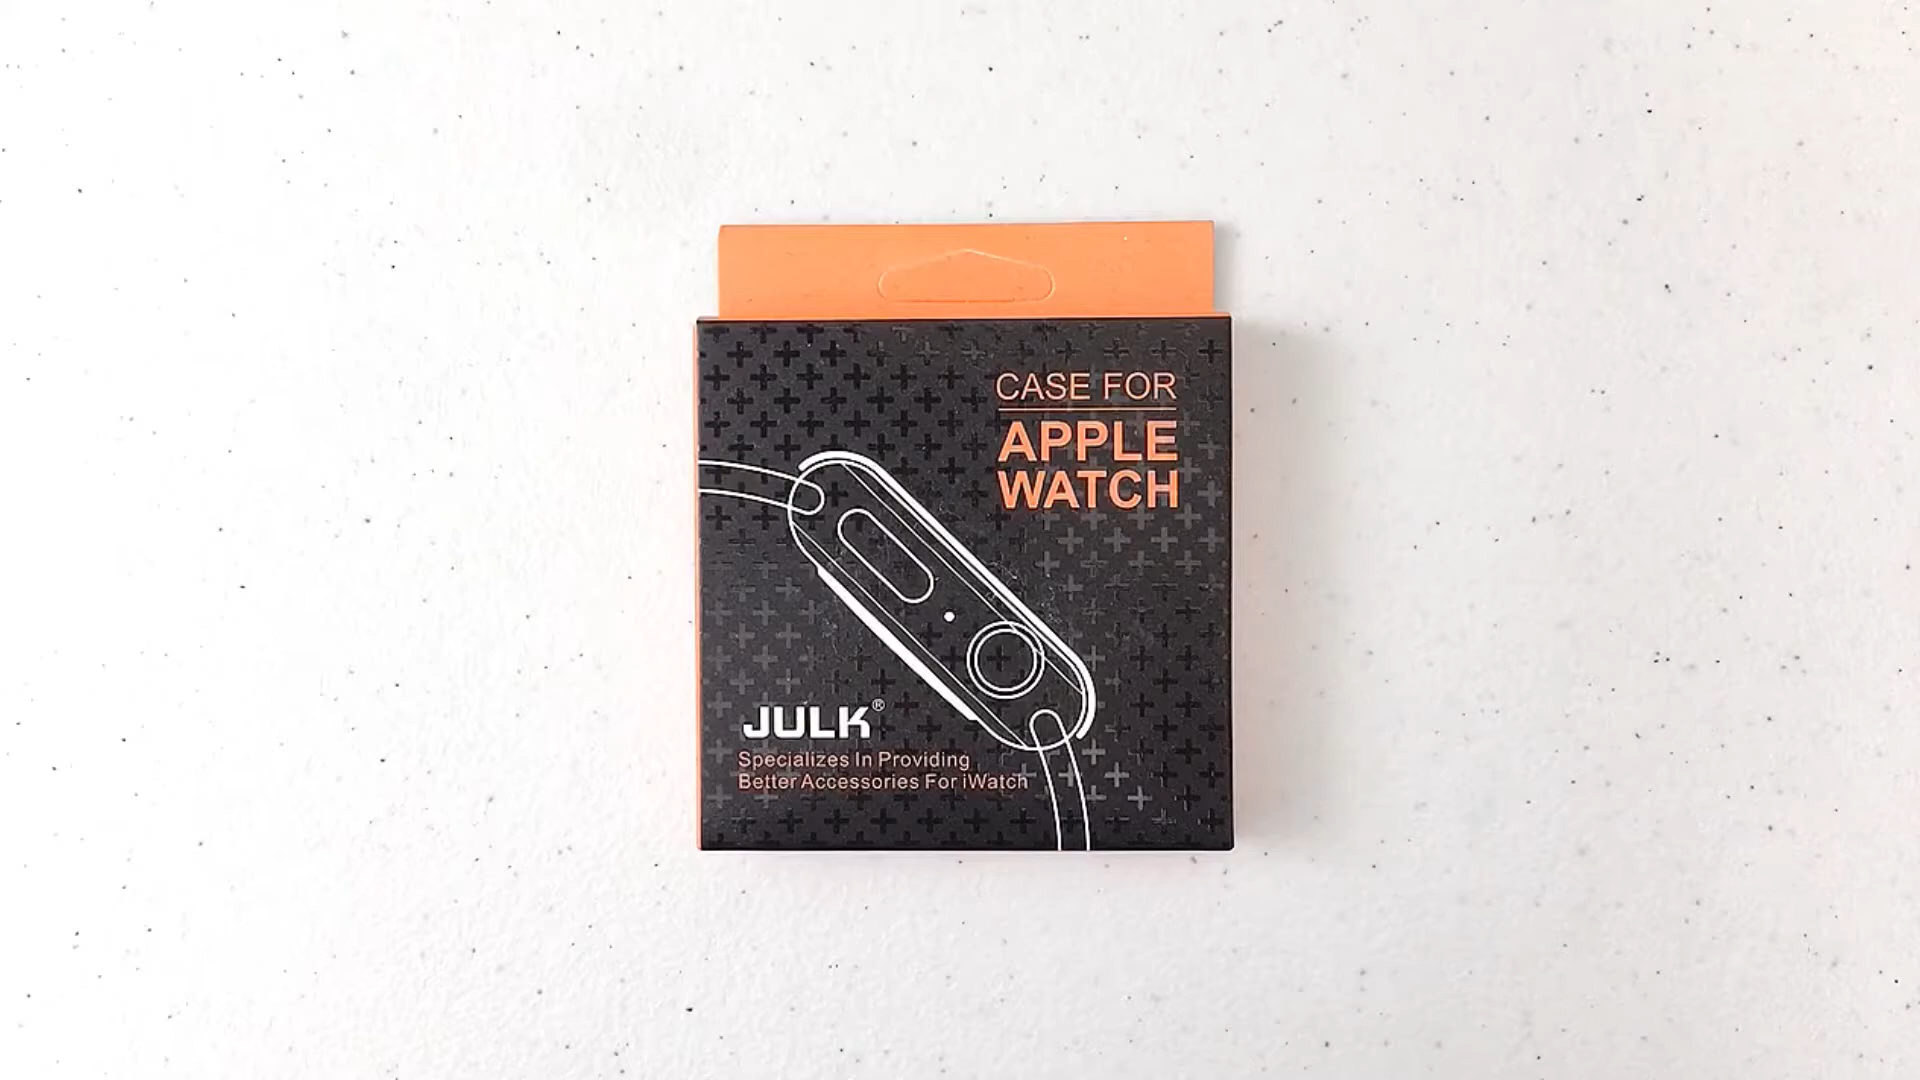 CASE FOR
APPLE
WATCH
JULK®
Specializes In Providing
Better Accessories For iWatch